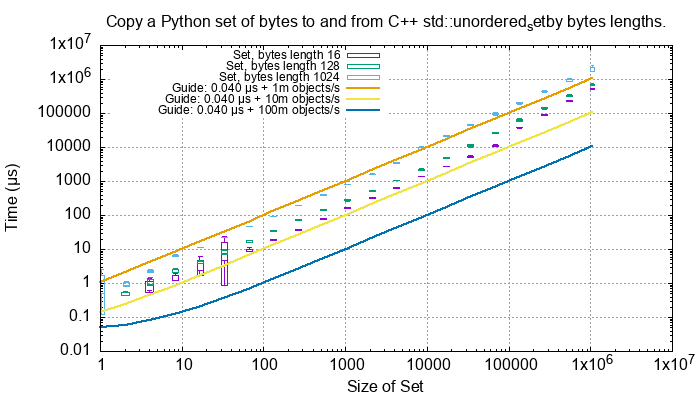 Copy a Python set of bytes to and from C++ std::unordered_setby bytes lengths.
1x10^7
1x10^6
100000
10000
1000
100
10
1
0.1
0.01
Time (µs)
Set, bytes length 16
Set, bytes length 128
Set, bytes length 1024
Guide: 0.040 µs + 1m objects/s
Guide: 0.040 µs + 10m objects/s
Guide: 0.040 µs + 100m objects/s
1 10 100 1000 10000 100000 1x10^6 1x10^7
Size of Set